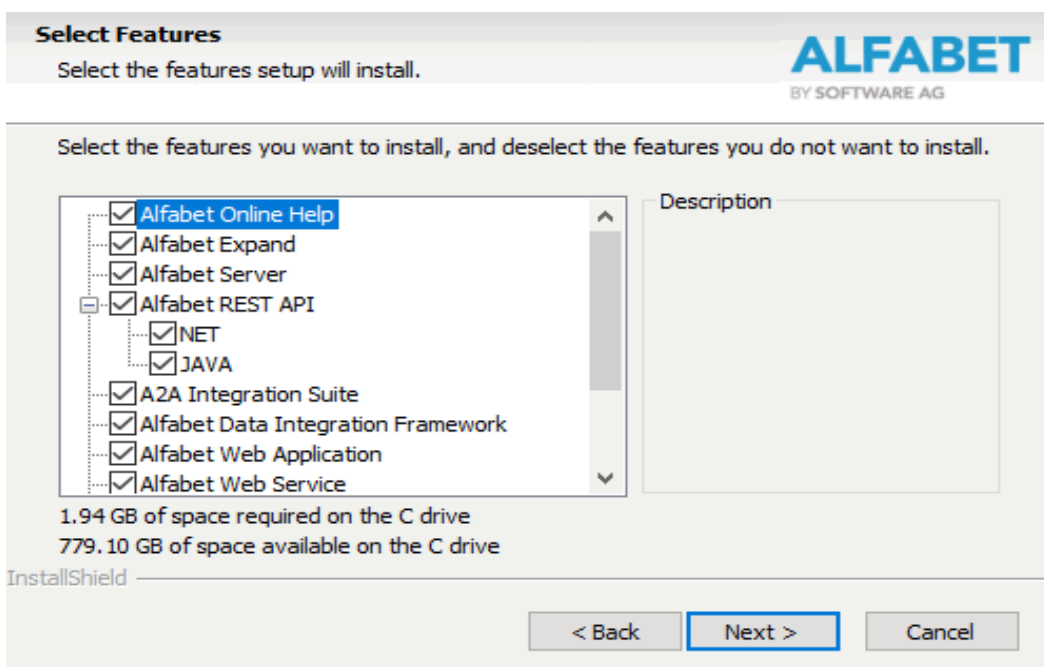 Select Features
Select the features setup will install.
ALFABET
BY SOFTWARE AG
Select the features you want to install, and deselect the features you do not want to install.
Alfabet Online Help
Alfabet Expand
Alfabet Server
Alfabet REST API
NET
JAVA
A2A Integration Suite
Alfabet Data Integration Framework
Alfabet Web Application
Alfabet Web Service
Description
1.94 GB of space required on the C drive
779.10 GB of space available on the C drive
InstallShield
< Back Next > Cancel